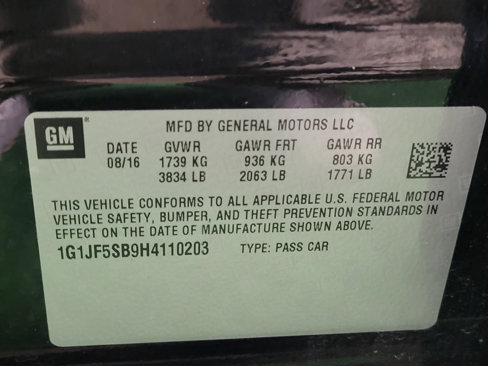 GM ® MFD BY GENERAL MOTORS LLC
DATE GVWR GAWR FRT GAWR RR
08/16 1739 KG 936 KG 803 KG
3834 LB 2063 LB 1771 LB
THIS VEHICLE CONFORMS TO ALL APPLICABLE U.S. FEDERAL MOTOR
VEHICLE SAFETY, BUMPER, AND THEFT PREVENTION STANDARDS IN
EFFECT ON THE DATE OF MANUFACTURE SHOWN ABOVE.
1G1JF5SB9H4110203 TYPE: PASS CAR